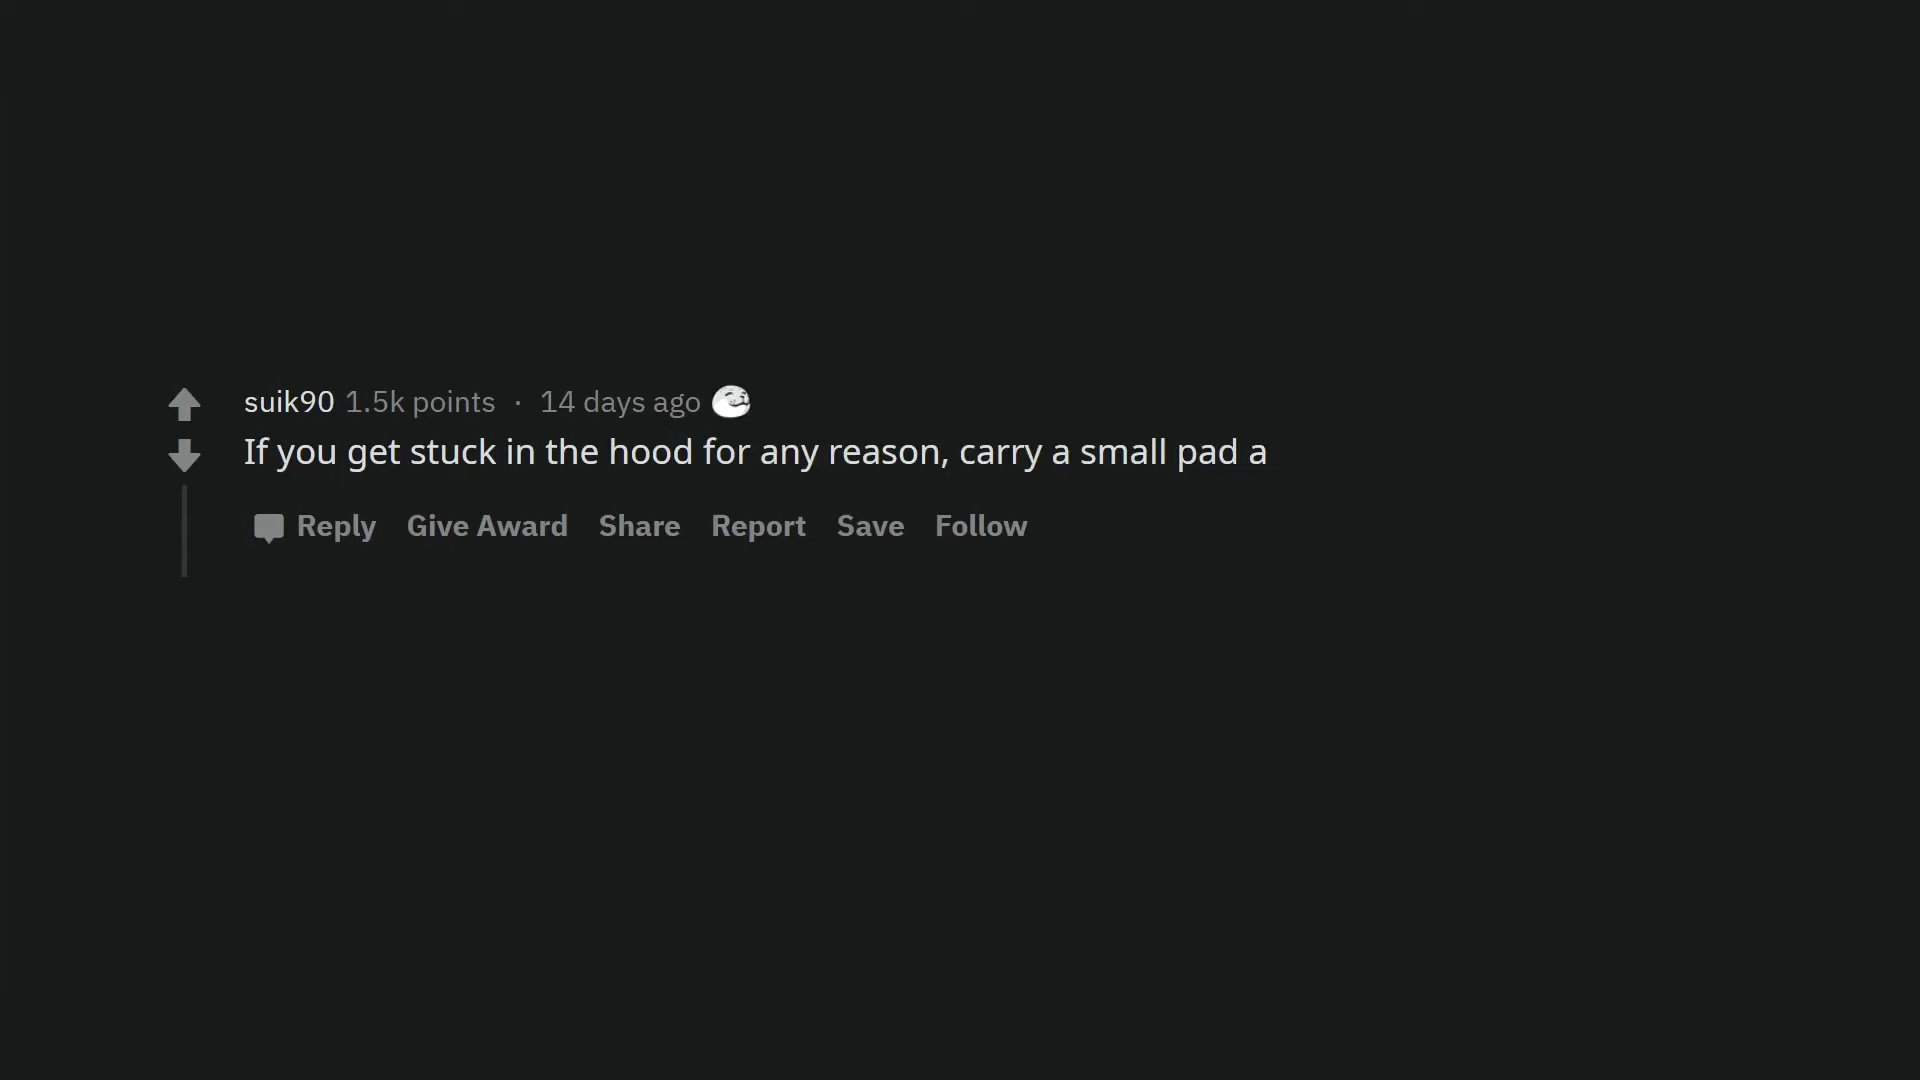 suik90 1.5k points · 14 days ago
If you get stuck in the hood for any reason, carry a small pad a
Reply Give Award Share Report Save Follow